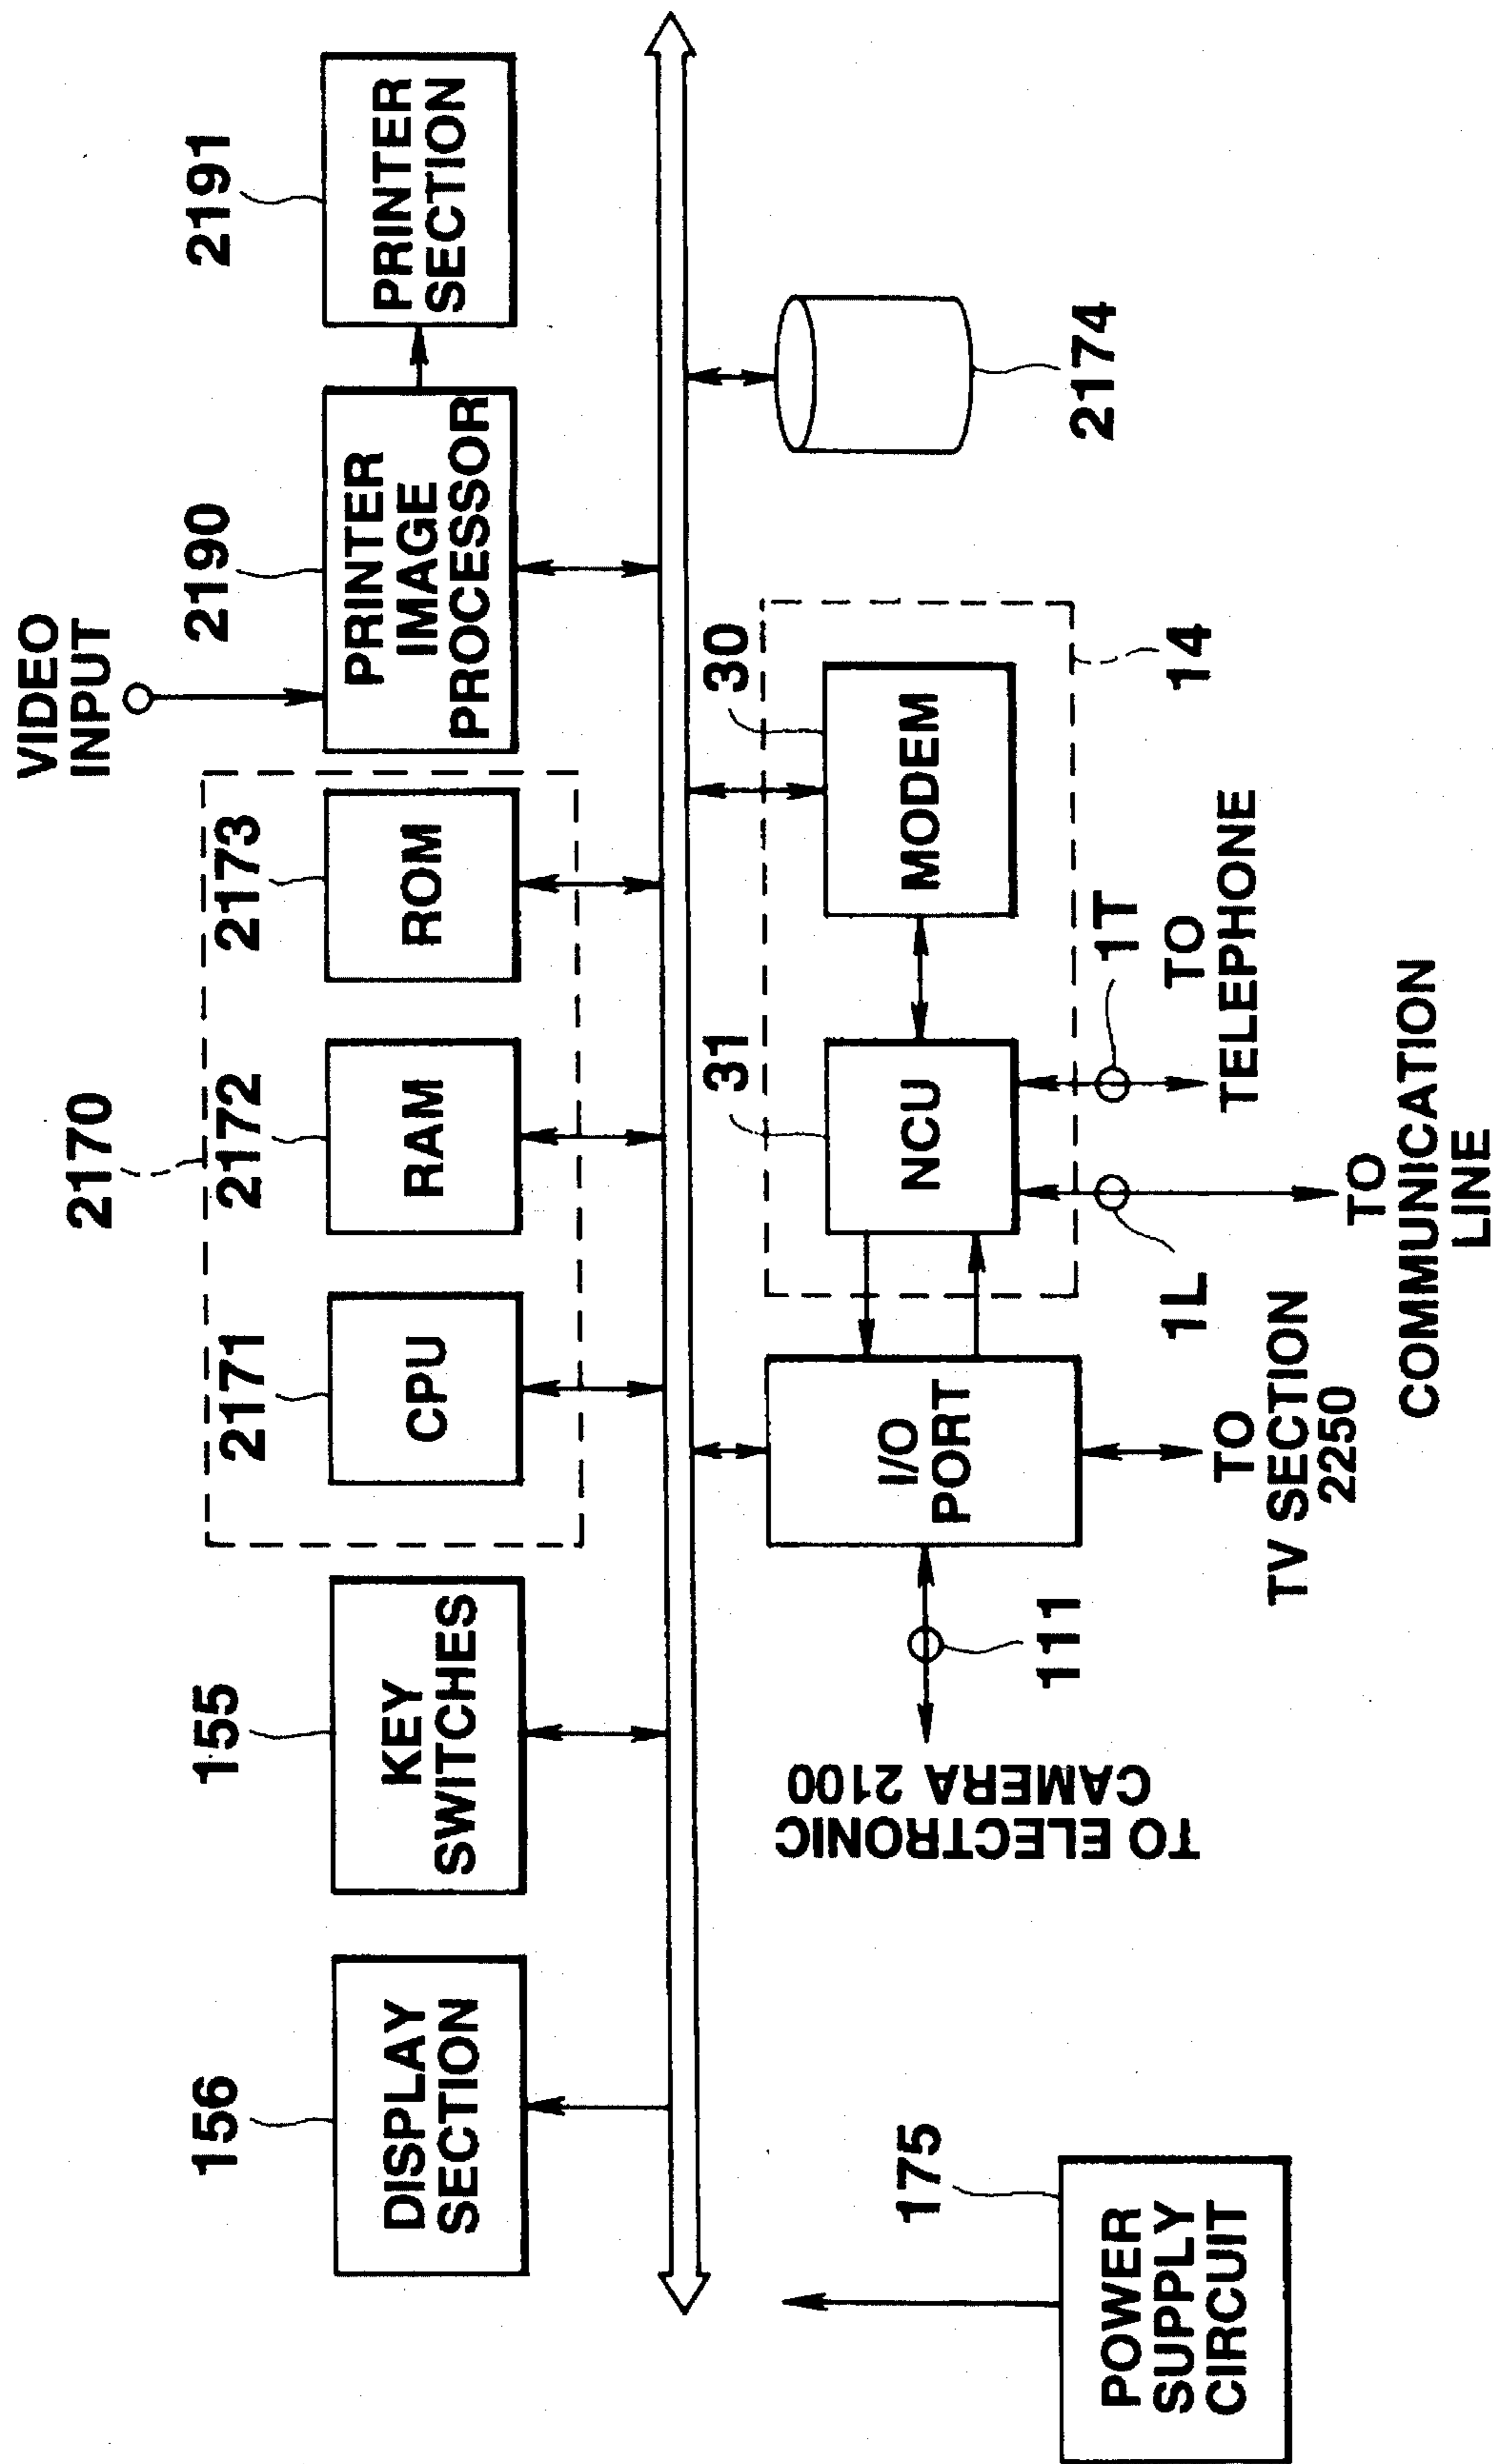 VIDEO
INPUT
2170
156
DISPLAY
SECTION
155
KEY
SWITCHES
2171
CPU
2172
RAM
2173
ROM
2190
PRINTER
IMAGE
PROCESSOR
2191
PRINTER
SECTION
175
POWER
SUPPLY
CIRCUIT
TO ELECTRONIC
CAMERA 2100
111
I/O
PORT
TO
TV SECTION
2250
31
NCU
30
MODEM
14
1L
TO
COMMUNICATION
LINE
1T
TO
TELEPHONE
2174